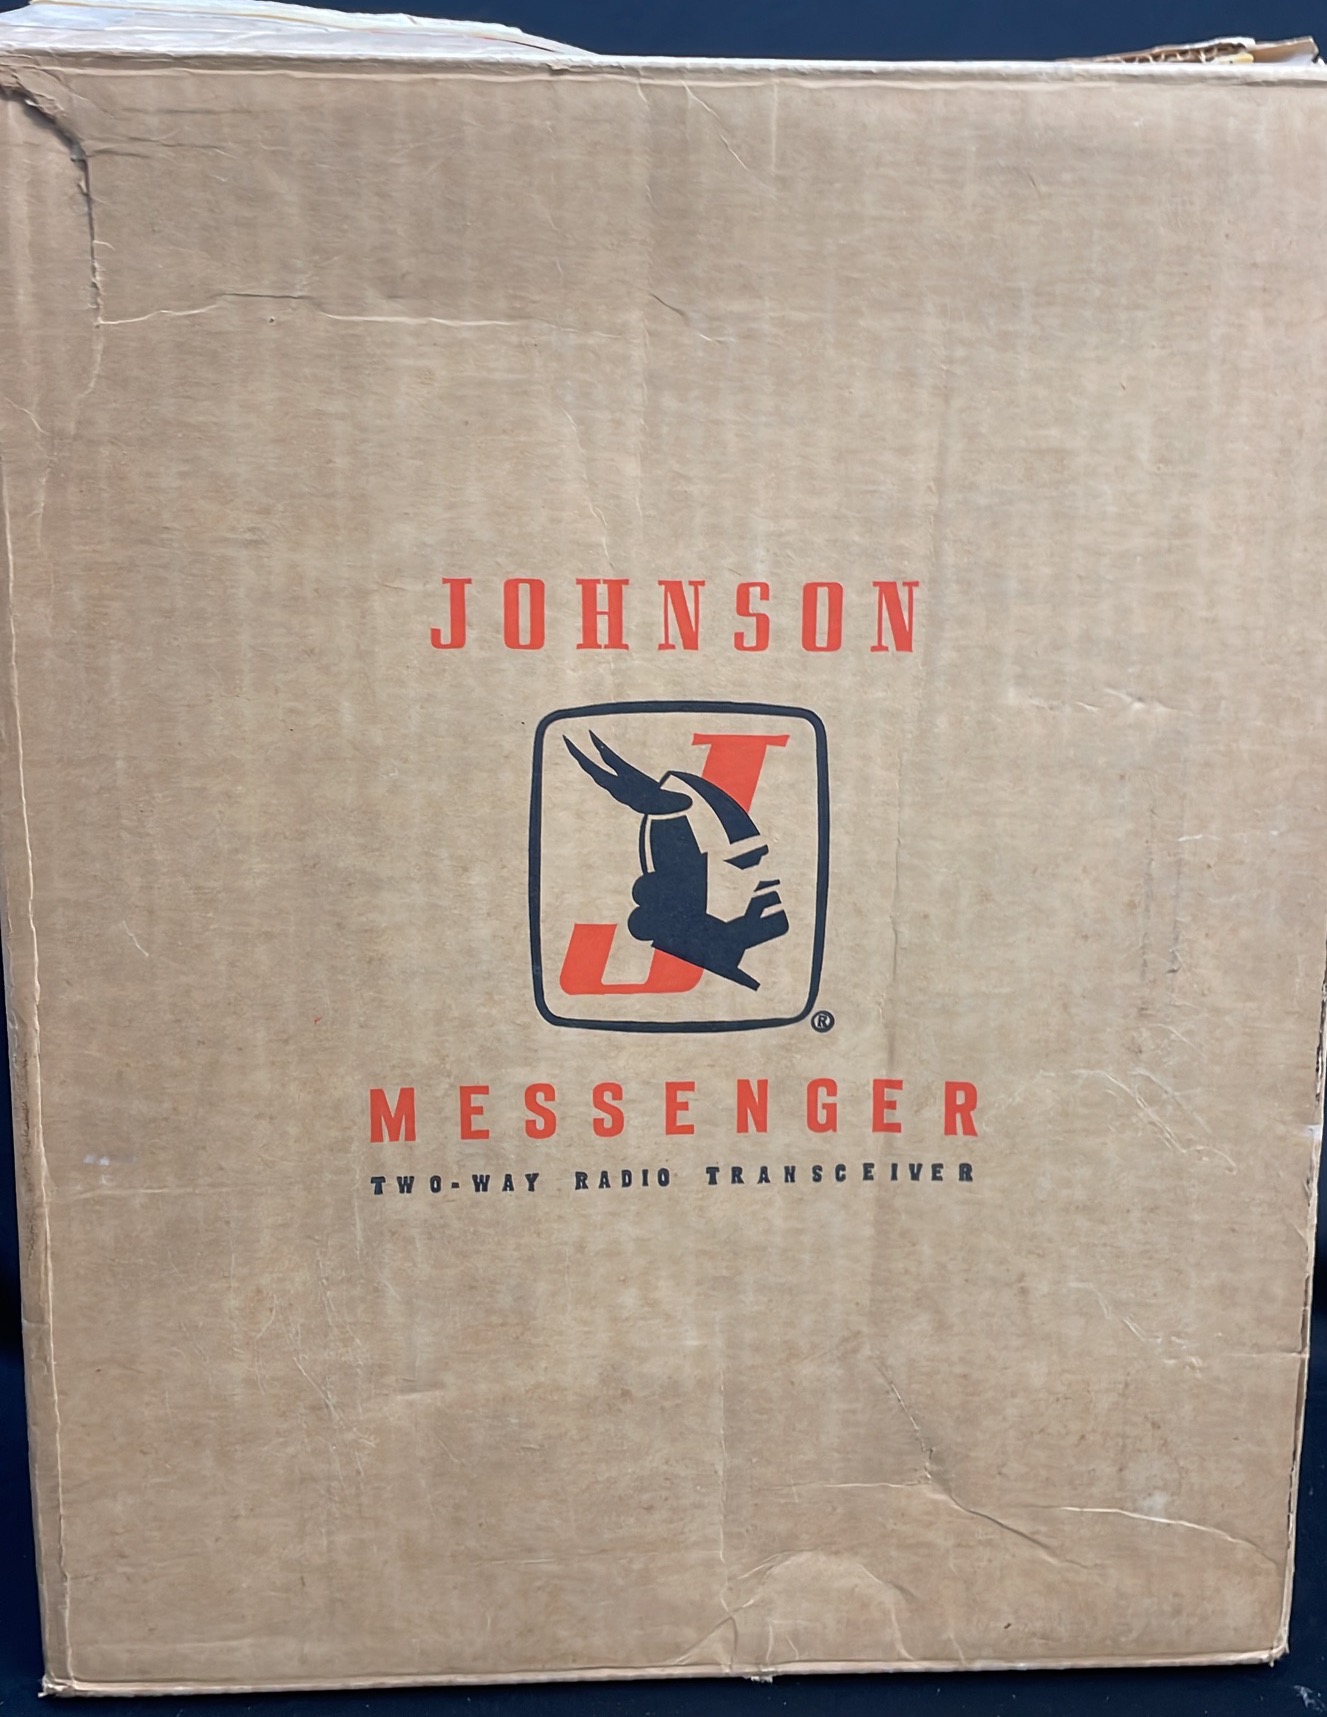 JOHNSON
J
®
MESSENGER
TWO-WAY RADIO TRANSCEIVER